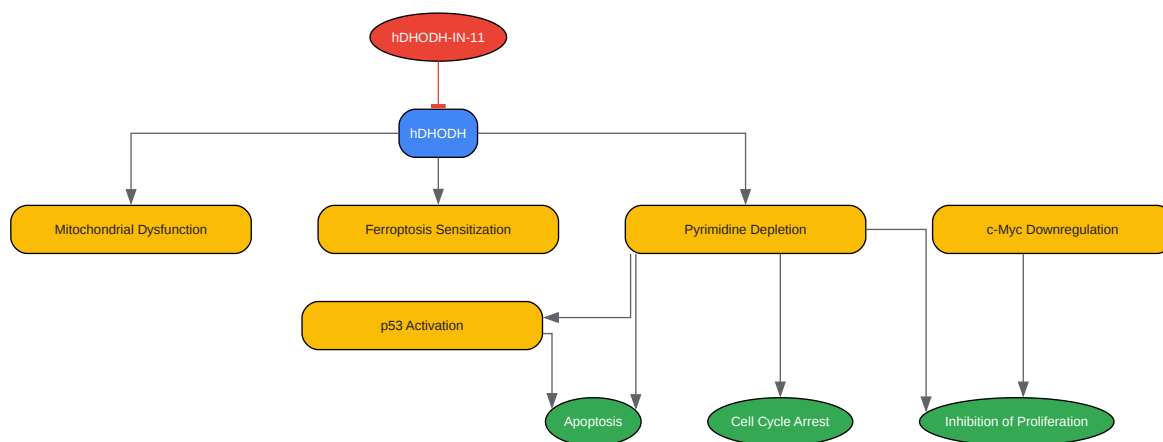 hDHODH-IN-11
hDHODH
Mitochondrial Dysfunction
Ferroptosis Sensitization
Pyrimidine Depletion
c-Myc Downregulation
p53 Activation
Apoptosis
Cell Cycle Arrest
Inhibition of Proliferation